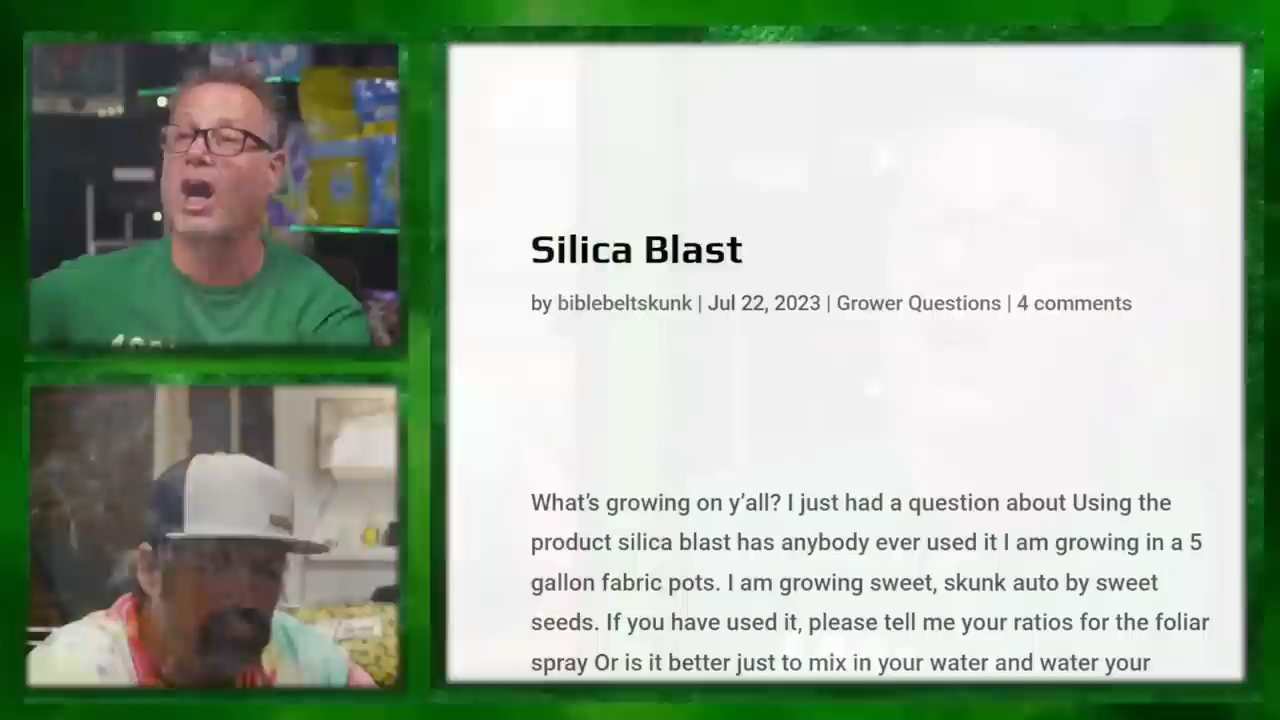 Silica Blast
by biblebeltskunk | Jul 22, 2023 | Grower Questions | 4 comments
What’s growing on y’all? I just had a question about Using the
product silica blast has anybody ever used it I am growing in a 5
gallon fabric pots. I am growing sweet, skunk auto by sweet
seeds. If you have used it, please tell me your ratios for the foliar
spray Or is it better just to mix in your water and water your